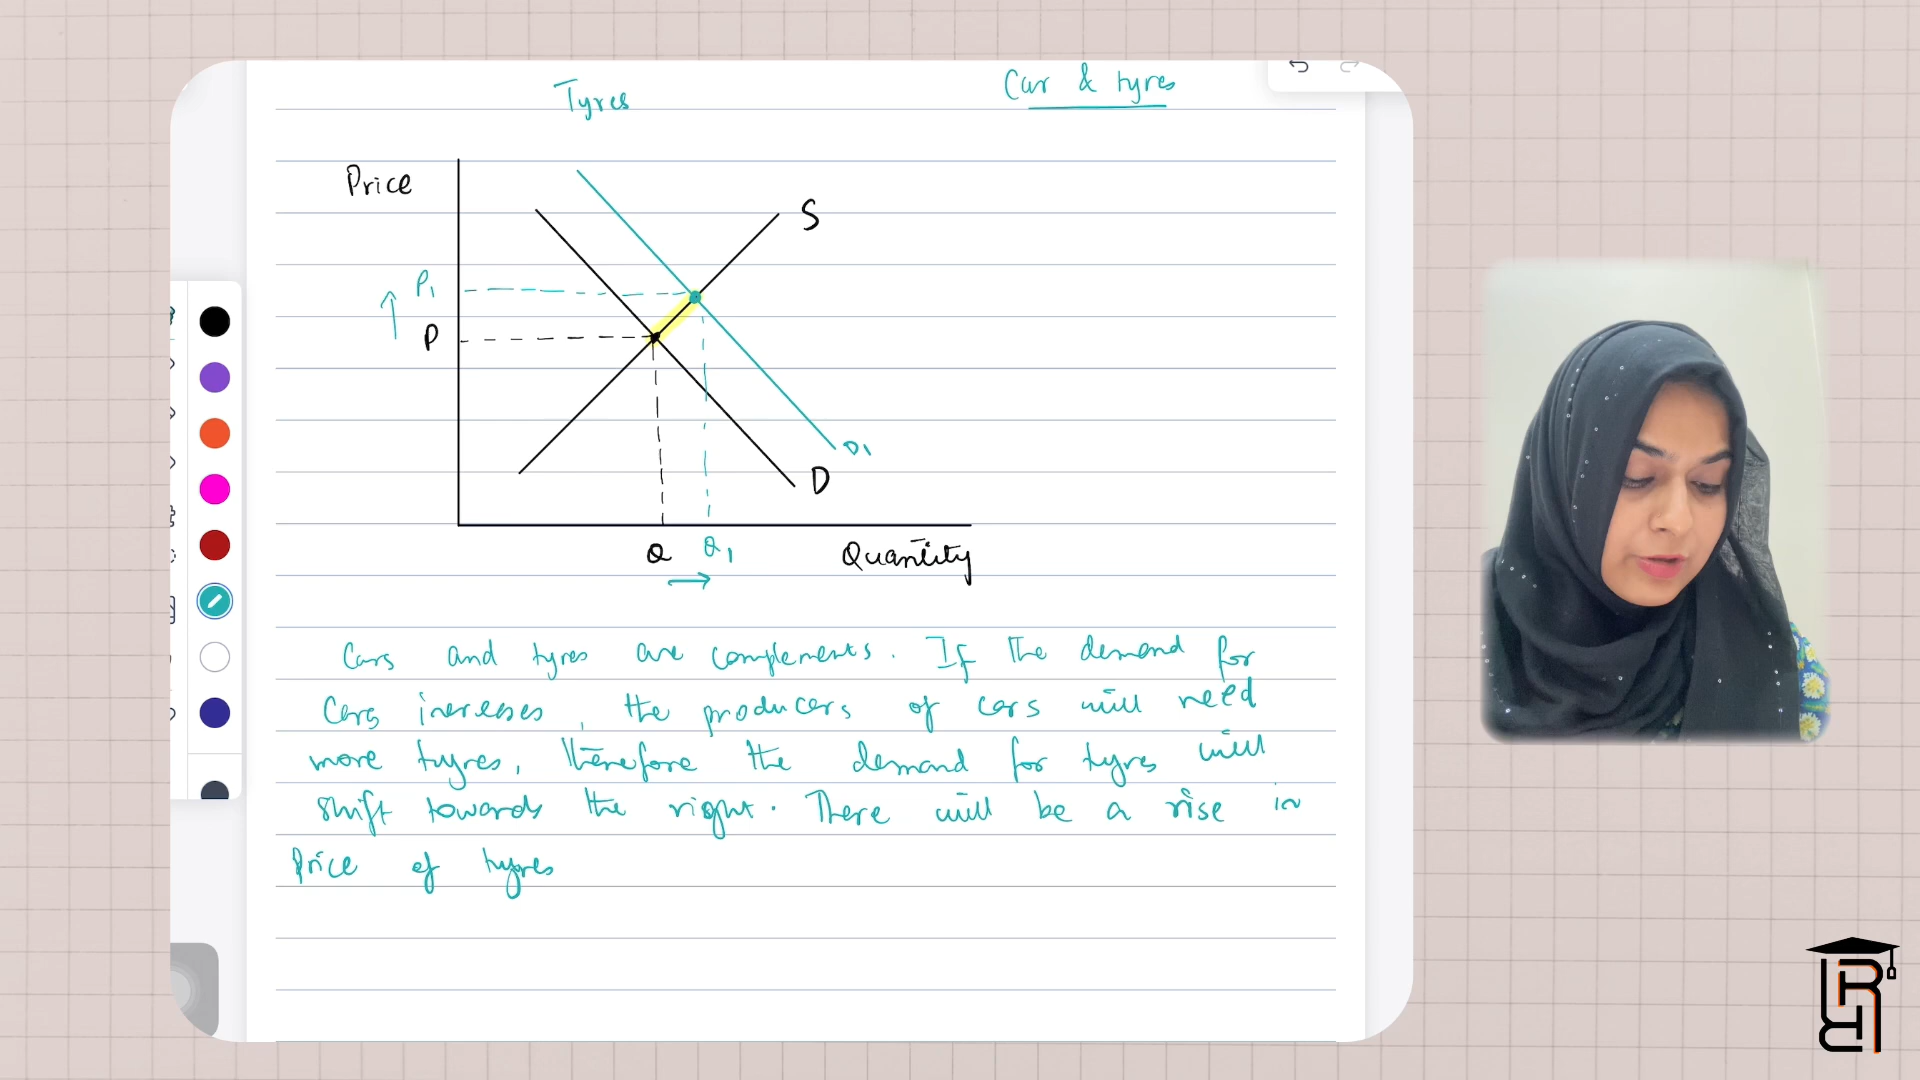 Tyres
Car & tyres
Price
S
P1
P
D1
D
Q
Q1
Quantity
Cars and tyres are complements. If the demand for
Cars increases, the producers of cars will need
more tyres, therefore the demand for tyres will
shift towards the right. There will be a rise in
Price of tyres